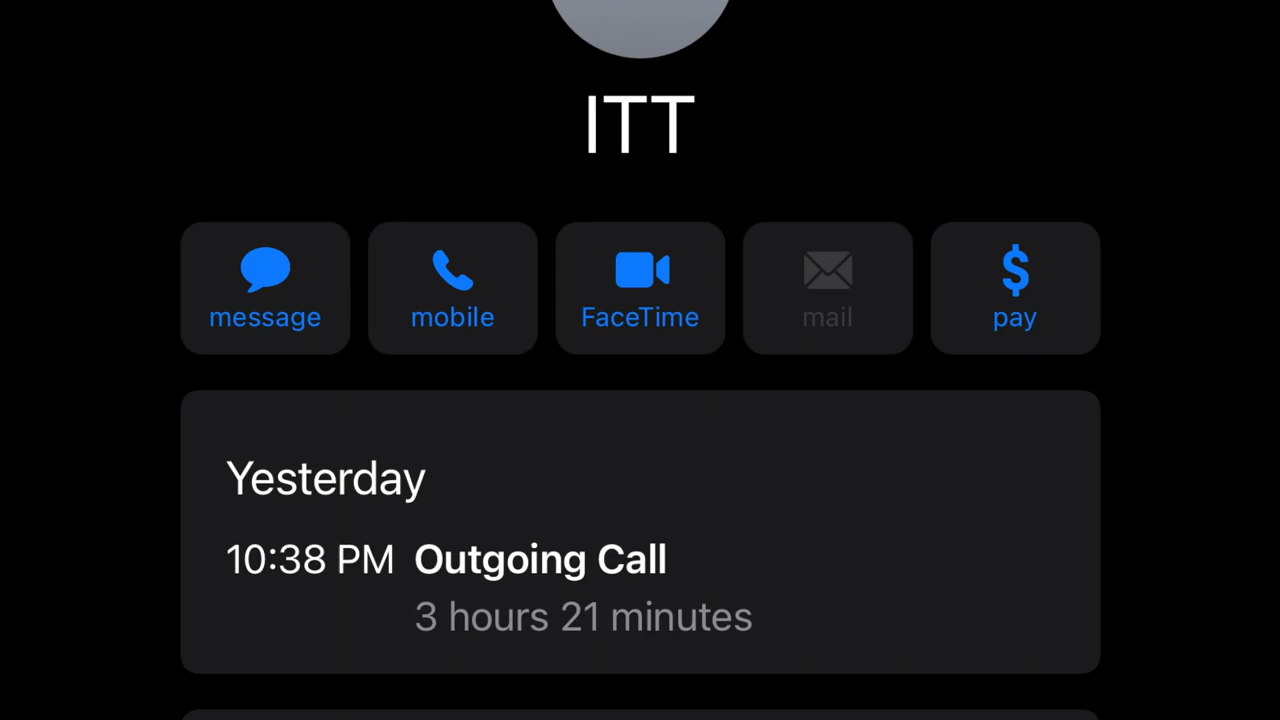 ITT
message mobile FaceTime mail pay
Yesterday
10:38 PM Outgoing Call
3 hours 21 minutes